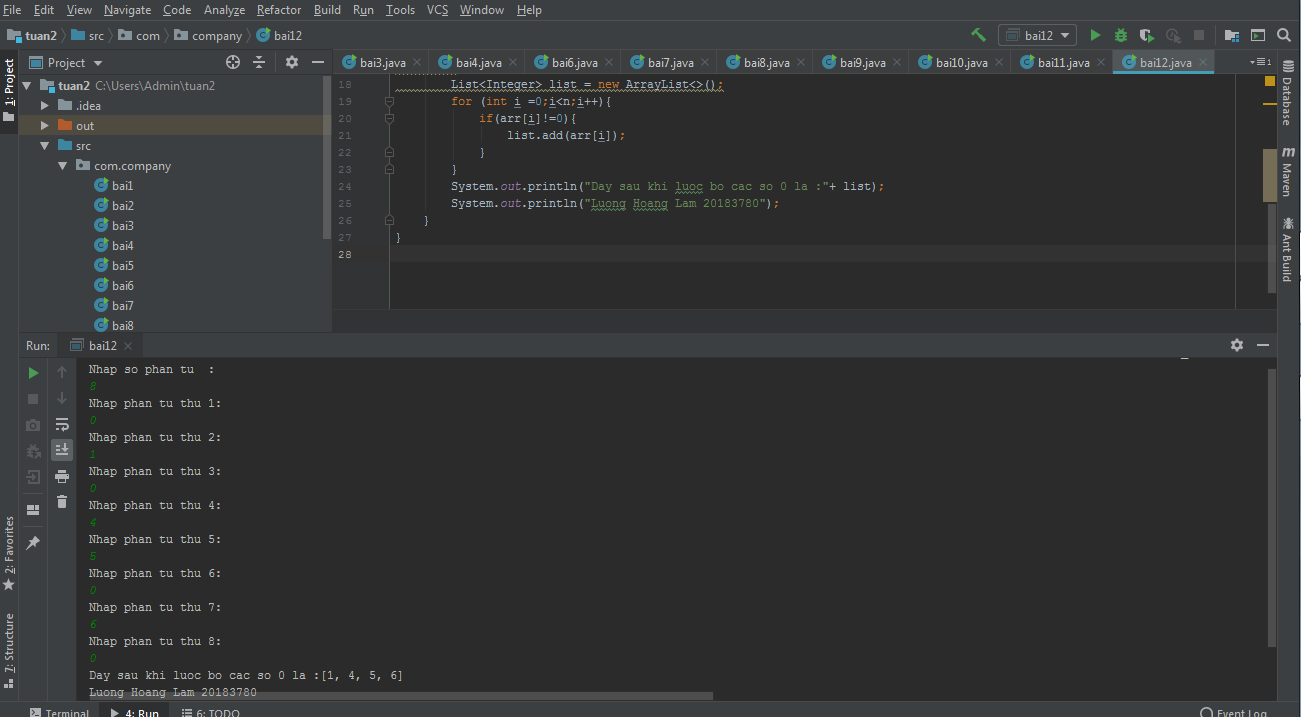 File Edit View Navigate Code Analyze Refactor Build Run Tools VCS Window Help
tuan2 src com company bai12 bai12
Project
bai3.java bai4.java bai6.java bai7.java bai8.java bai9.java bai10.java bai11.java bai12.java 1
1: Project
tuan2 C:\Users\Admin\tuan2
.idea
out
src
com.company
bai1
bai2
bai3
bai4
bai5
bai6
bai7
bai8
18 List<Integer> list = new ArrayList<>();
19 for (int i =0;i<n;i++){
20 if(arr[i]!=0){
21 list.add(arr[i]);
22 }
23 }
24 System.out.println("Day sau khi luoc bo cac so 0 la :"+ list);
25 System.out.println("Luong Hoang Lam 20183780");
26 }
27 }
28
Database
m Maven
Ant Build
Run: bai12
Nhap so phan tu  :
8
Nhap phan tu thu 1:
0
Nhap phan tu thu 2:
1
Nhap phan tu thu 3:
0
Nhap phan tu thu 4:
4
Nhap phan tu thu 5:
5
Nhap phan tu thu 6:
0
Nhap phan tu thu 7:
6
Nhap phan tu thu 8:
0
Day sau khi luoc bo cac so 0 la :[1, 4, 5, 6]
Luong Hoang Lam 20183780
2: Favorites
7: Structure
Terminal 4: Run 6: TODO Event Log